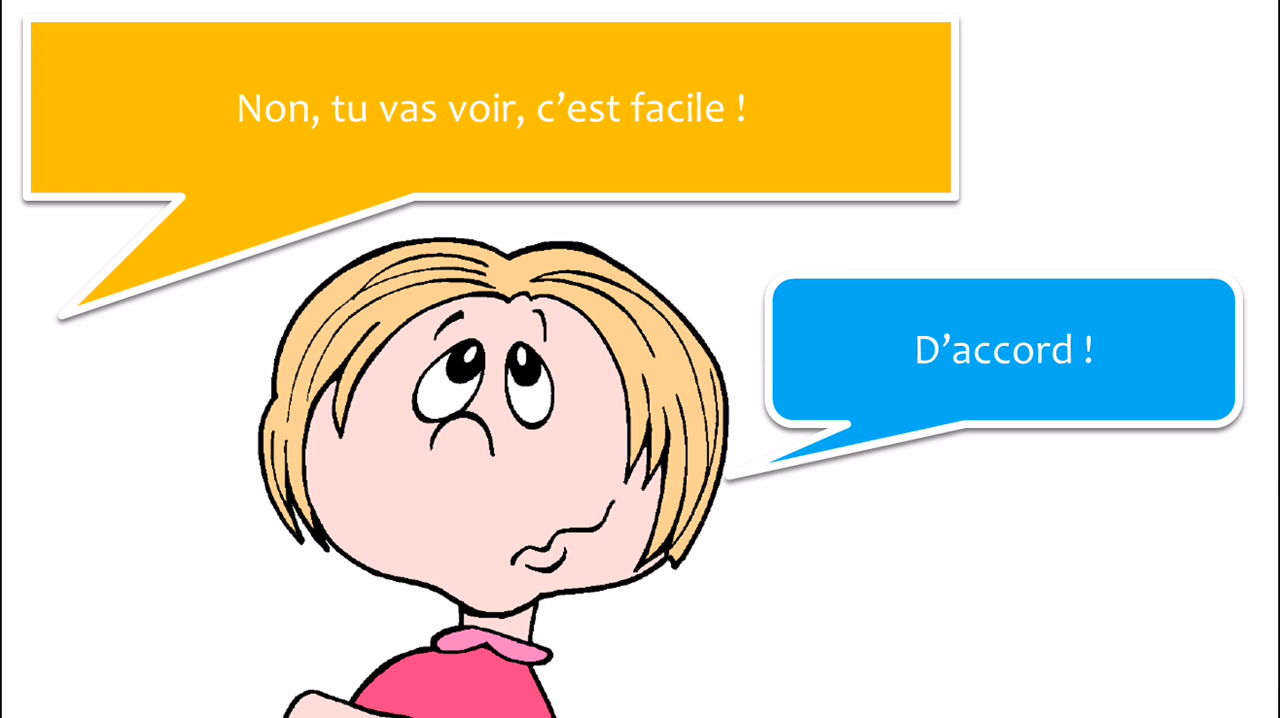 Non, tu vas voir, c’est facile !
D’accord !